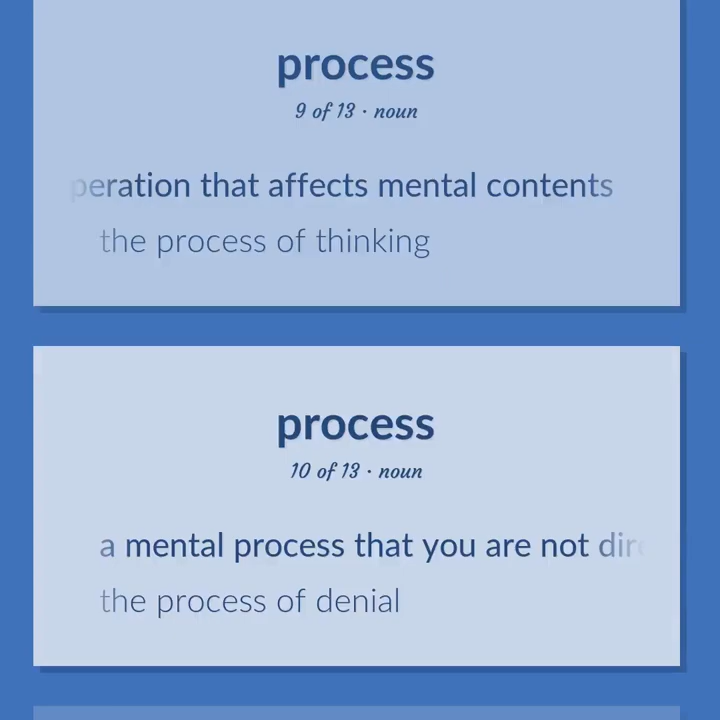 process
9 of 13 · noun
peration that affects mental contents
the process of thinking
process
10 of 13 · noun
a mental process that you are not
the process of denial